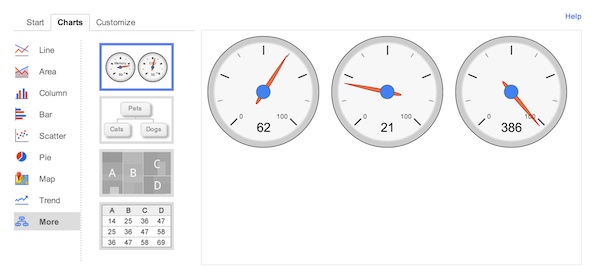 Help
Start Charts Customize
Line
Area
Column
Bar
Scatter
Pie
Map
Trend
More
Pets
Cats Dogs
A B C
D
A B C D
14 25 36 47
25 36 47 58
36 47 58 69
0 100
62
0 100
21
0 100
386